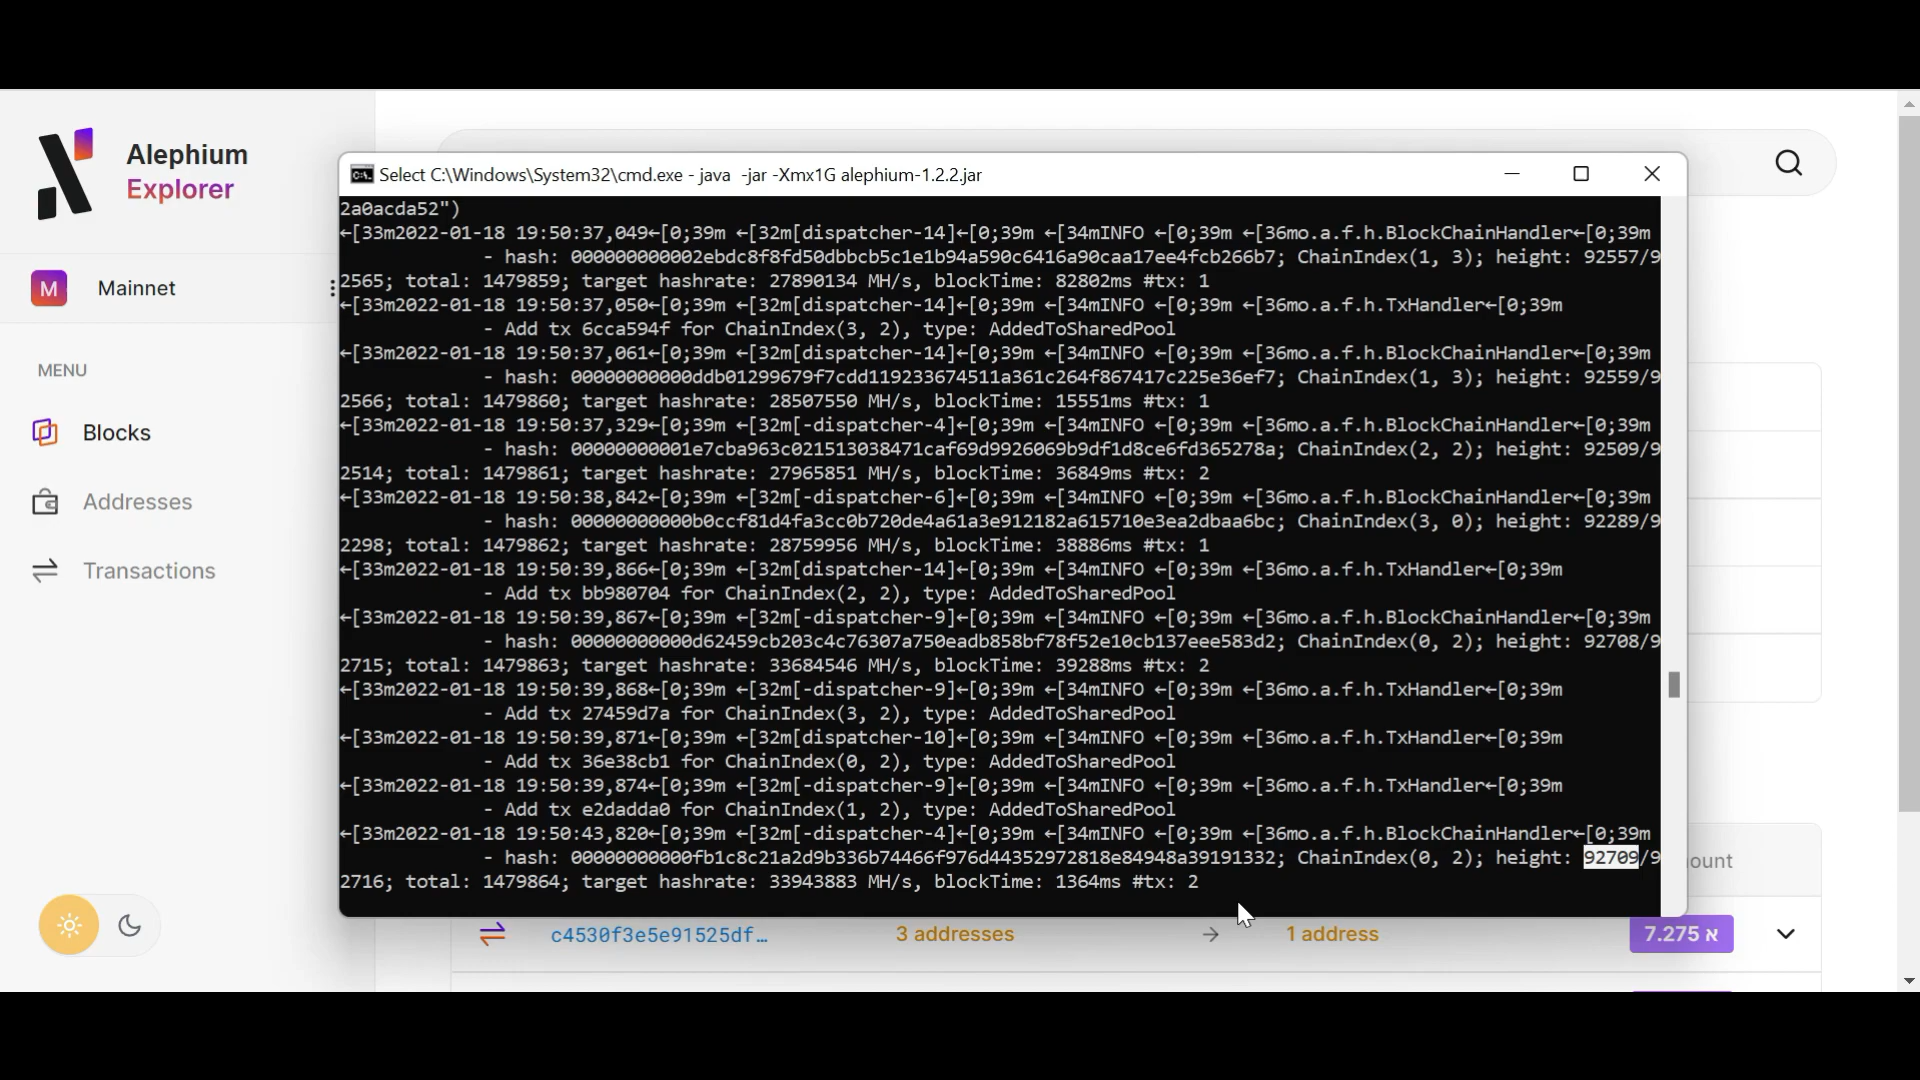 Alephium
Explorer
Mainnet
MENU
Blocks
Addresses
Transactions
Select C:\Windows\System32\cmd.exe - java  -jar -Xmx1G alephium-1.2.2.jar
2a0acda52")
←[33m2022-01-18 19:50:37,049←[0;39m ←[32m[dispatcher-14]←[0;39m ←[34mINFO ←[0;39m ←[36mo.a.f.h.BlockChainHandler←[0;39m
- hash: 000000000002ebdc8f8fd50dbbcb5c1e1b94a590c6416a90caa17ee4fcb266b7; ChainIndex(1, 3); height: 92557/9
2565; total: 1479859; target hashrate: 27890134 MH/s, blockTime: 82802ms #tx: 1
←[33m2022-01-18 19:50:37,050←[0;39m ←[32m[dispatcher-14]←[0;39m ←[34mINFO ←[0;39m ←[36mo.a.f.h.TxHandler←[0;39m
- Add tx 6cca594f for ChainIndex(3, 2), type: AddedToSharedPool
←[33m2022-01-18 19:50:37,061←[0;39m ←[32m[dispatcher-14]←[0;39m ←[34mINFO ←[0;39m ←[36mo.a.f.h.BlockChainHandler←[0;39m
- hash: 00000000000ddb01299679f7cdd119233674511a361c264f867417c225e36ef7; ChainIndex(1, 3); height: 92559/9
2566; total: 1479860; target hashrate: 28507550 MH/s, blockTime: 15551ms #tx: 1
←[33m2022-01-18 19:50:37,329←[0;39m ←[32m[-dispatcher-4]←[0;39m ←[34mINFO ←[0;39m ←[36mo.a.f.h.BlockChainHandler←[0;39m
- hash: 00000000001e7cba963c021513038471caf69d9926069b9df1d8ce6fd365278a; ChainIndex(2, 2); height: 92509/9
2514; total: 1479861; target hashrate: 27965851 MH/s, blockTime: 36849ms #tx: 2
←[33m2022-01-18 19:50:38,842←[0;39m ←[32m[-dispatcher-6]←[0;39m ←[34mINFO ←[0;39m ←[36mo.a.f.h.BlockChainHandler←[0;39m
- hash: 00000000000b0ccf81d4fa3cc0b720de4a61a3e912182a615710e3ea2dbaa6bc; ChainIndex(3, 0); height: 92289/9
2298; total: 1479862; target hashrate: 28759956 MH/s, blockTime: 38886ms #tx: 1
←[33m2022-01-18 19:50:39,866←[0;39m ←[32m[dispatcher-14]←[0;39m ←[34mINFO ←[0;39m ←[36mo.a.f.h.TxHandler←[0;39m
- Add tx bb980704 for ChainIndex(2, 2), type: AddedToSharedPool
←[33m2022-01-18 19:50:39,867←[0;39m ←[32m[-dispatcher-9]←[0;39m ←[34mINFO ←[0;39m ←[36mo.a.f.h.BlockChainHandler←[0;39m
- hash: 00000000000d62459cb203c4c76307a750eadb858bf78f52e10cb137eee583d2; ChainIndex(0, 2); height: 92708/9
2715; total: 1479863; target hashrate: 33684546 MH/s, blockTime: 39288ms #tx: 2
←[33m2022-01-18 19:50:39,868←[0;39m ←[32m[-dispatcher-9]←[0;39m ←[34mINFO ←[0;39m ←[36mo.a.f.h.TxHandler←[0;39m
- Add tx 27459d7a for ChainIndex(3, 2), type: AddedToSharedPool
←[33m2022-01-18 19:50:39,871←[0;39m ←[32m[dispatcher-10]←[0;39m ←[34mINFO ←[0;39m ←[36mo.a.f.h.TxHandler←[0;39m
- Add tx 36e38cb1 for ChainIndex(0, 2), type: AddedToSharedPool
←[33m2022-01-18 19:50:39,874←[0;39m ←[32m[-dispatcher-9]←[0;39m ←[34mINFO ←[0;39m ←[36mo.a.f.h.TxHandler←[0;39m
- Add tx e2dadda0 for ChainIndex(1, 2), type: AddedToSharedPool
←[33m2022-01-18 19:50:43,820←[0;39m ←[32m[-dispatcher-4]←[0;39m ←[34mINFO ←[0;39m ←[36mo.a.f.h.BlockChainHandler←[0;39m
- hash: 00000000000fb1c8c21a2d9b336b74466f976d44352972818e84948a39191332; ChainIndex(0, 2); height: 92709/9
2716; total: 1479864; target hashrate: 33943883 MH/s, blockTime: 1364ms #tx: 2
ount
c4530f3e5e91525df… 3 addresses → 1 address 7.275 א